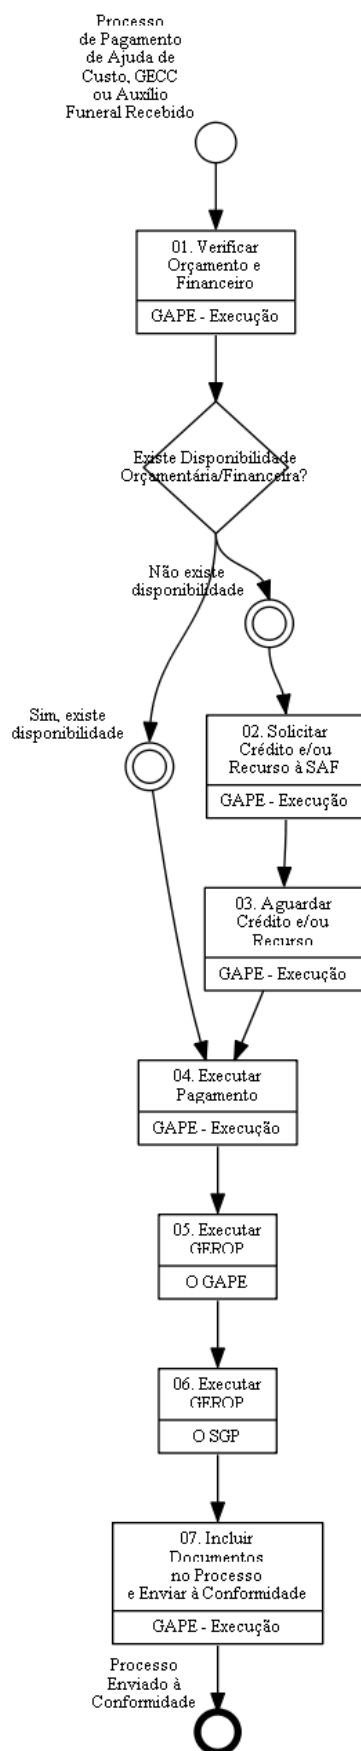 Processo
de Pagamento
de Ajuda de
Custo, GECC
ou Auxílio
Funeral Recebido
01. Verificar
Orçamento e
Financeiro
GAPE - Execução
Existe Disponibilidade
Orçamentária/Financeira?
Não existe
disponibilidade
Sim, existe
disponibilidade
02. Solicitar
Crédito e/ou
Recurso à SAF
GAPE - Execução
03. Aguardar
Crédito e/ou
Recurso
GAPE - Execução
04. Executar
Pagamento
GAPE - Execução
05. Executar
GEROP
O GAPE
06. Executar
GEROP
O SGP
07. Incluir
Documentos
no Processo
e Enviar à Conformidade
GAPE - Execução
Processo
Enviado à
Conformidade